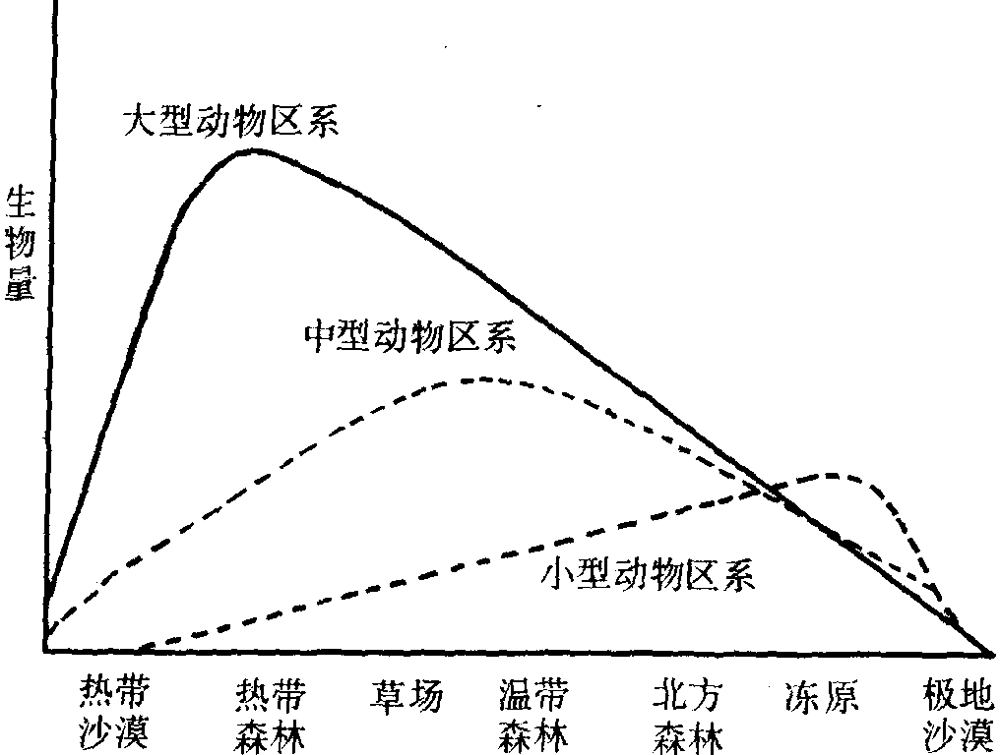 大型动物区系
生物量
中型动物区系
小型动物区系
热带 热带 草场 温带 北方 冻原 极地
沙漠 森林 森林 森林 沙漠